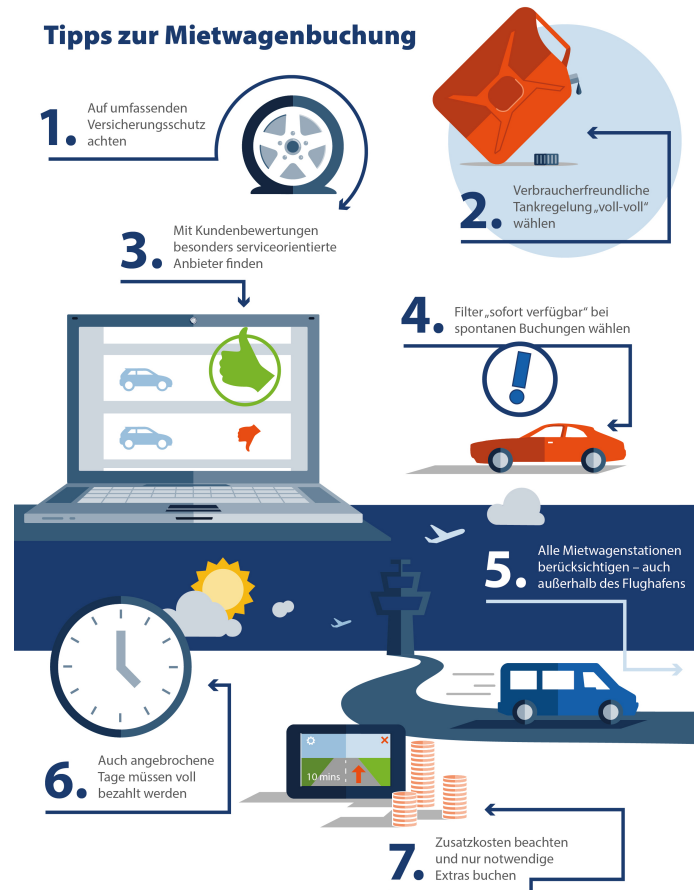 Tipps zur Mietwagenbuchung
1.
Auf umfassenden
Versicherungsschutz
achten
2.
Verbraucherfreundliche
Tankregelung „voll-voll“
wählen
3.
Mit Kundenbewertungen
besonders serviceorientierte
Anbieter finden
4.
Filter „sofort verfügbar“ bei
spontanen Buchungen wählen
5.
Alle Mietwagenstationen
berücksichtigen – auch
außerhalb des Flughafens
6.
Auch angebrochene
Tage müssen voll
bezahlt werden
10 mins
7.
Zusatzkosten beachten
und nur notwendige
Extras buchen